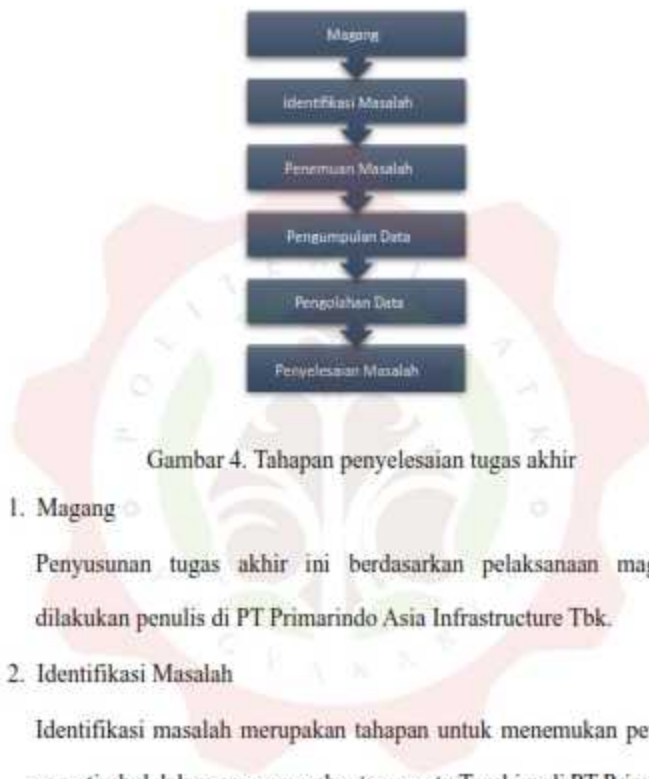 Magang
Identifikasi Masalah
Penemuan Masalah
Pengumpulan Data
Pengolahan Data
Penyelesaian Masalah
Gambar 4. Tahapan penyelesaian tugas akhir
1. Magang
Penyusunan tugas akhir ini berdasarkan pelaksanaan
dilakukan penulis di PT Primarindo Asia Infrastructure Tbk.
2. Identifikasi Masalah
Identifikasi masalah merupakan tahapan untuk menemukan